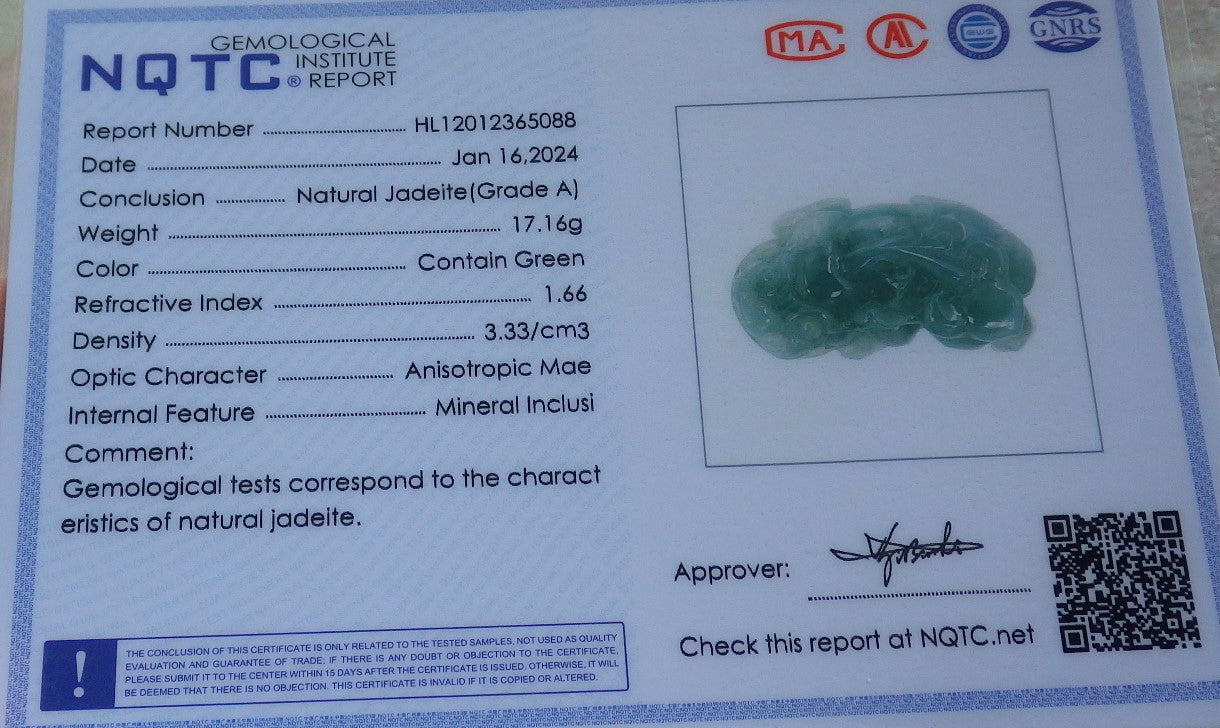 GEMOLOGICAL
INSTITUTE
NQTC® REPORT
MA
GNRS
Report Number ........ HL12012365088
Date ........ Jan 16,2024
Conclusion ........ Natural Jadeite(Grade A)
Weight ........ 17.16g
Color ........ Contain Green
Refractive Index ........ 1.66
Density ........ 3.33/cm3
Optic Character ........ Anisotropic Mae
Internal Feature ........ Mineral Inclusi
Comment:
Gemological tests correspond to the charact
eristics of natural jadeite.
Approver:
Check this report at NQTC.net
!
THE CONCLUSION OF THIS CERTIFICATE IS ONLY RELATED TO THE TESTED SAMPLES, NOT USED AS QUALITY
EVALUATION AND GUARANTEE OF TRADE; IF THERE IS ANY DOUBT OR OBJECTION TO THE CERTIFICATE,
PLEASE SUBMIT IT TO THE CENTER WITHIN 15 DAYS AFTER THE CERTIFICATE IS ISSUED. OTHERWISE, IT WILL
BE DEEMED THAT THERE IS NO OBJECTION. THIS CERTIFICATE IS INVALID IF IT IS COPIED OR ALTERED.